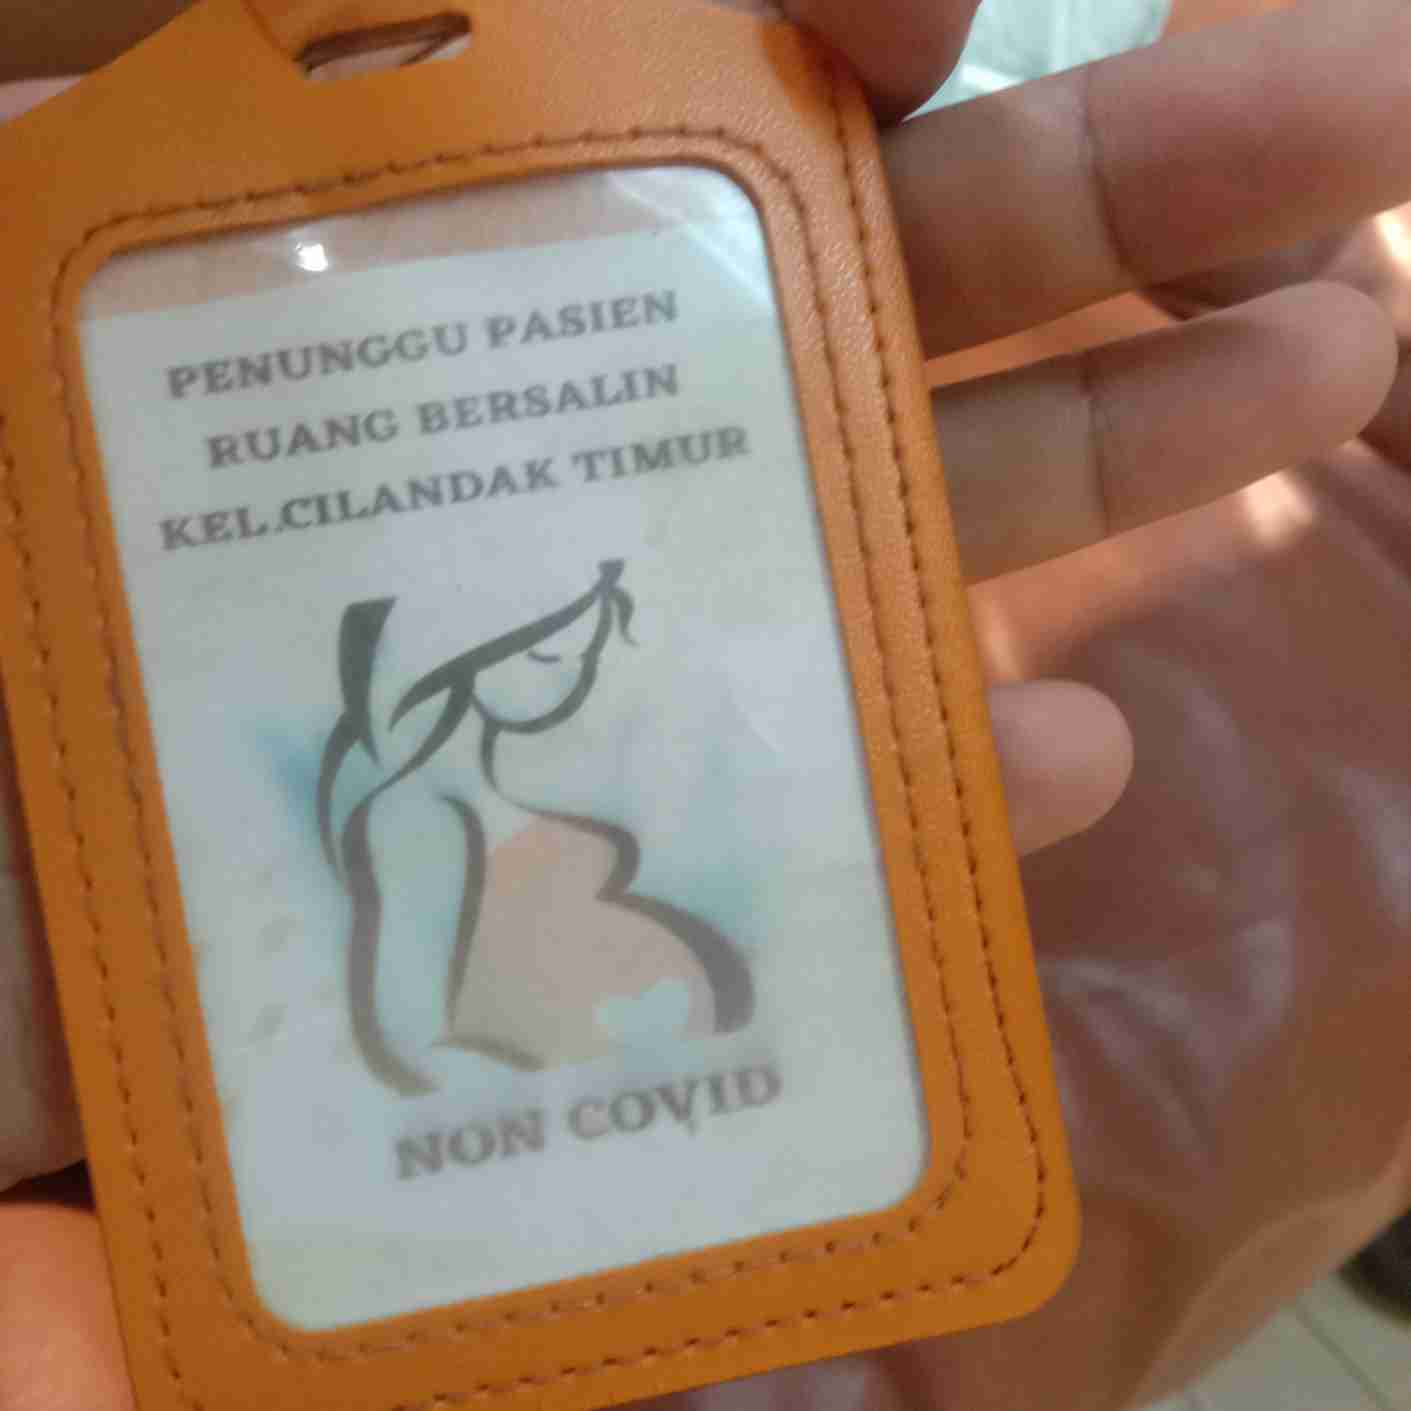 PENUNGGU PASIEN
RUANG BERSALIN
KEL.CILANDAK TIMUR
NON COVID